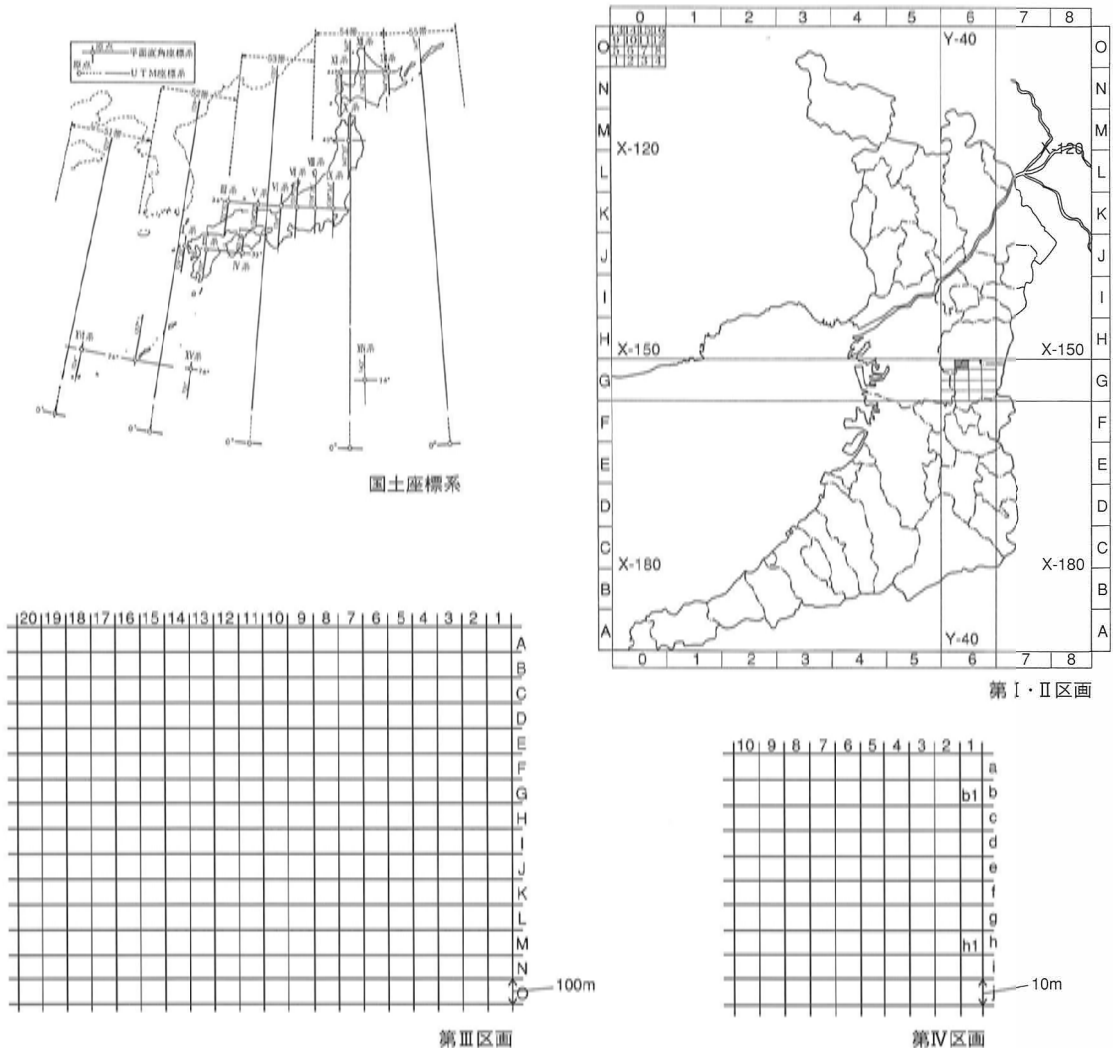 原点
平面直角座標系
原点
UTM座標系
51帯
52帯
53帯
54帯
55帯
IV系
国土座標系
0 1 2 3 4 5 6 7 8
O N M L K J I H G F E D C B A
Y-40
X-120
X-120
X-150
X-150
X-180
X-180
Y-40
O N M L K J I H G F E D C B A
0 1 2 3 4 5 6 7 8
第Ⅰ・Ⅱ区画
20 19 18 17 16 15 14 13 12 11 10 9 8 7 6 5 4 3 2 1
A
B
C
D
E
F
G
H
I
J
K
L
M
N
O
100m
第Ⅲ区画
10 9 8 7 6 5 4 3 2 1
a
b1 b
c
d
e
f
g
h1 h
i
j
10m
第Ⅳ区画